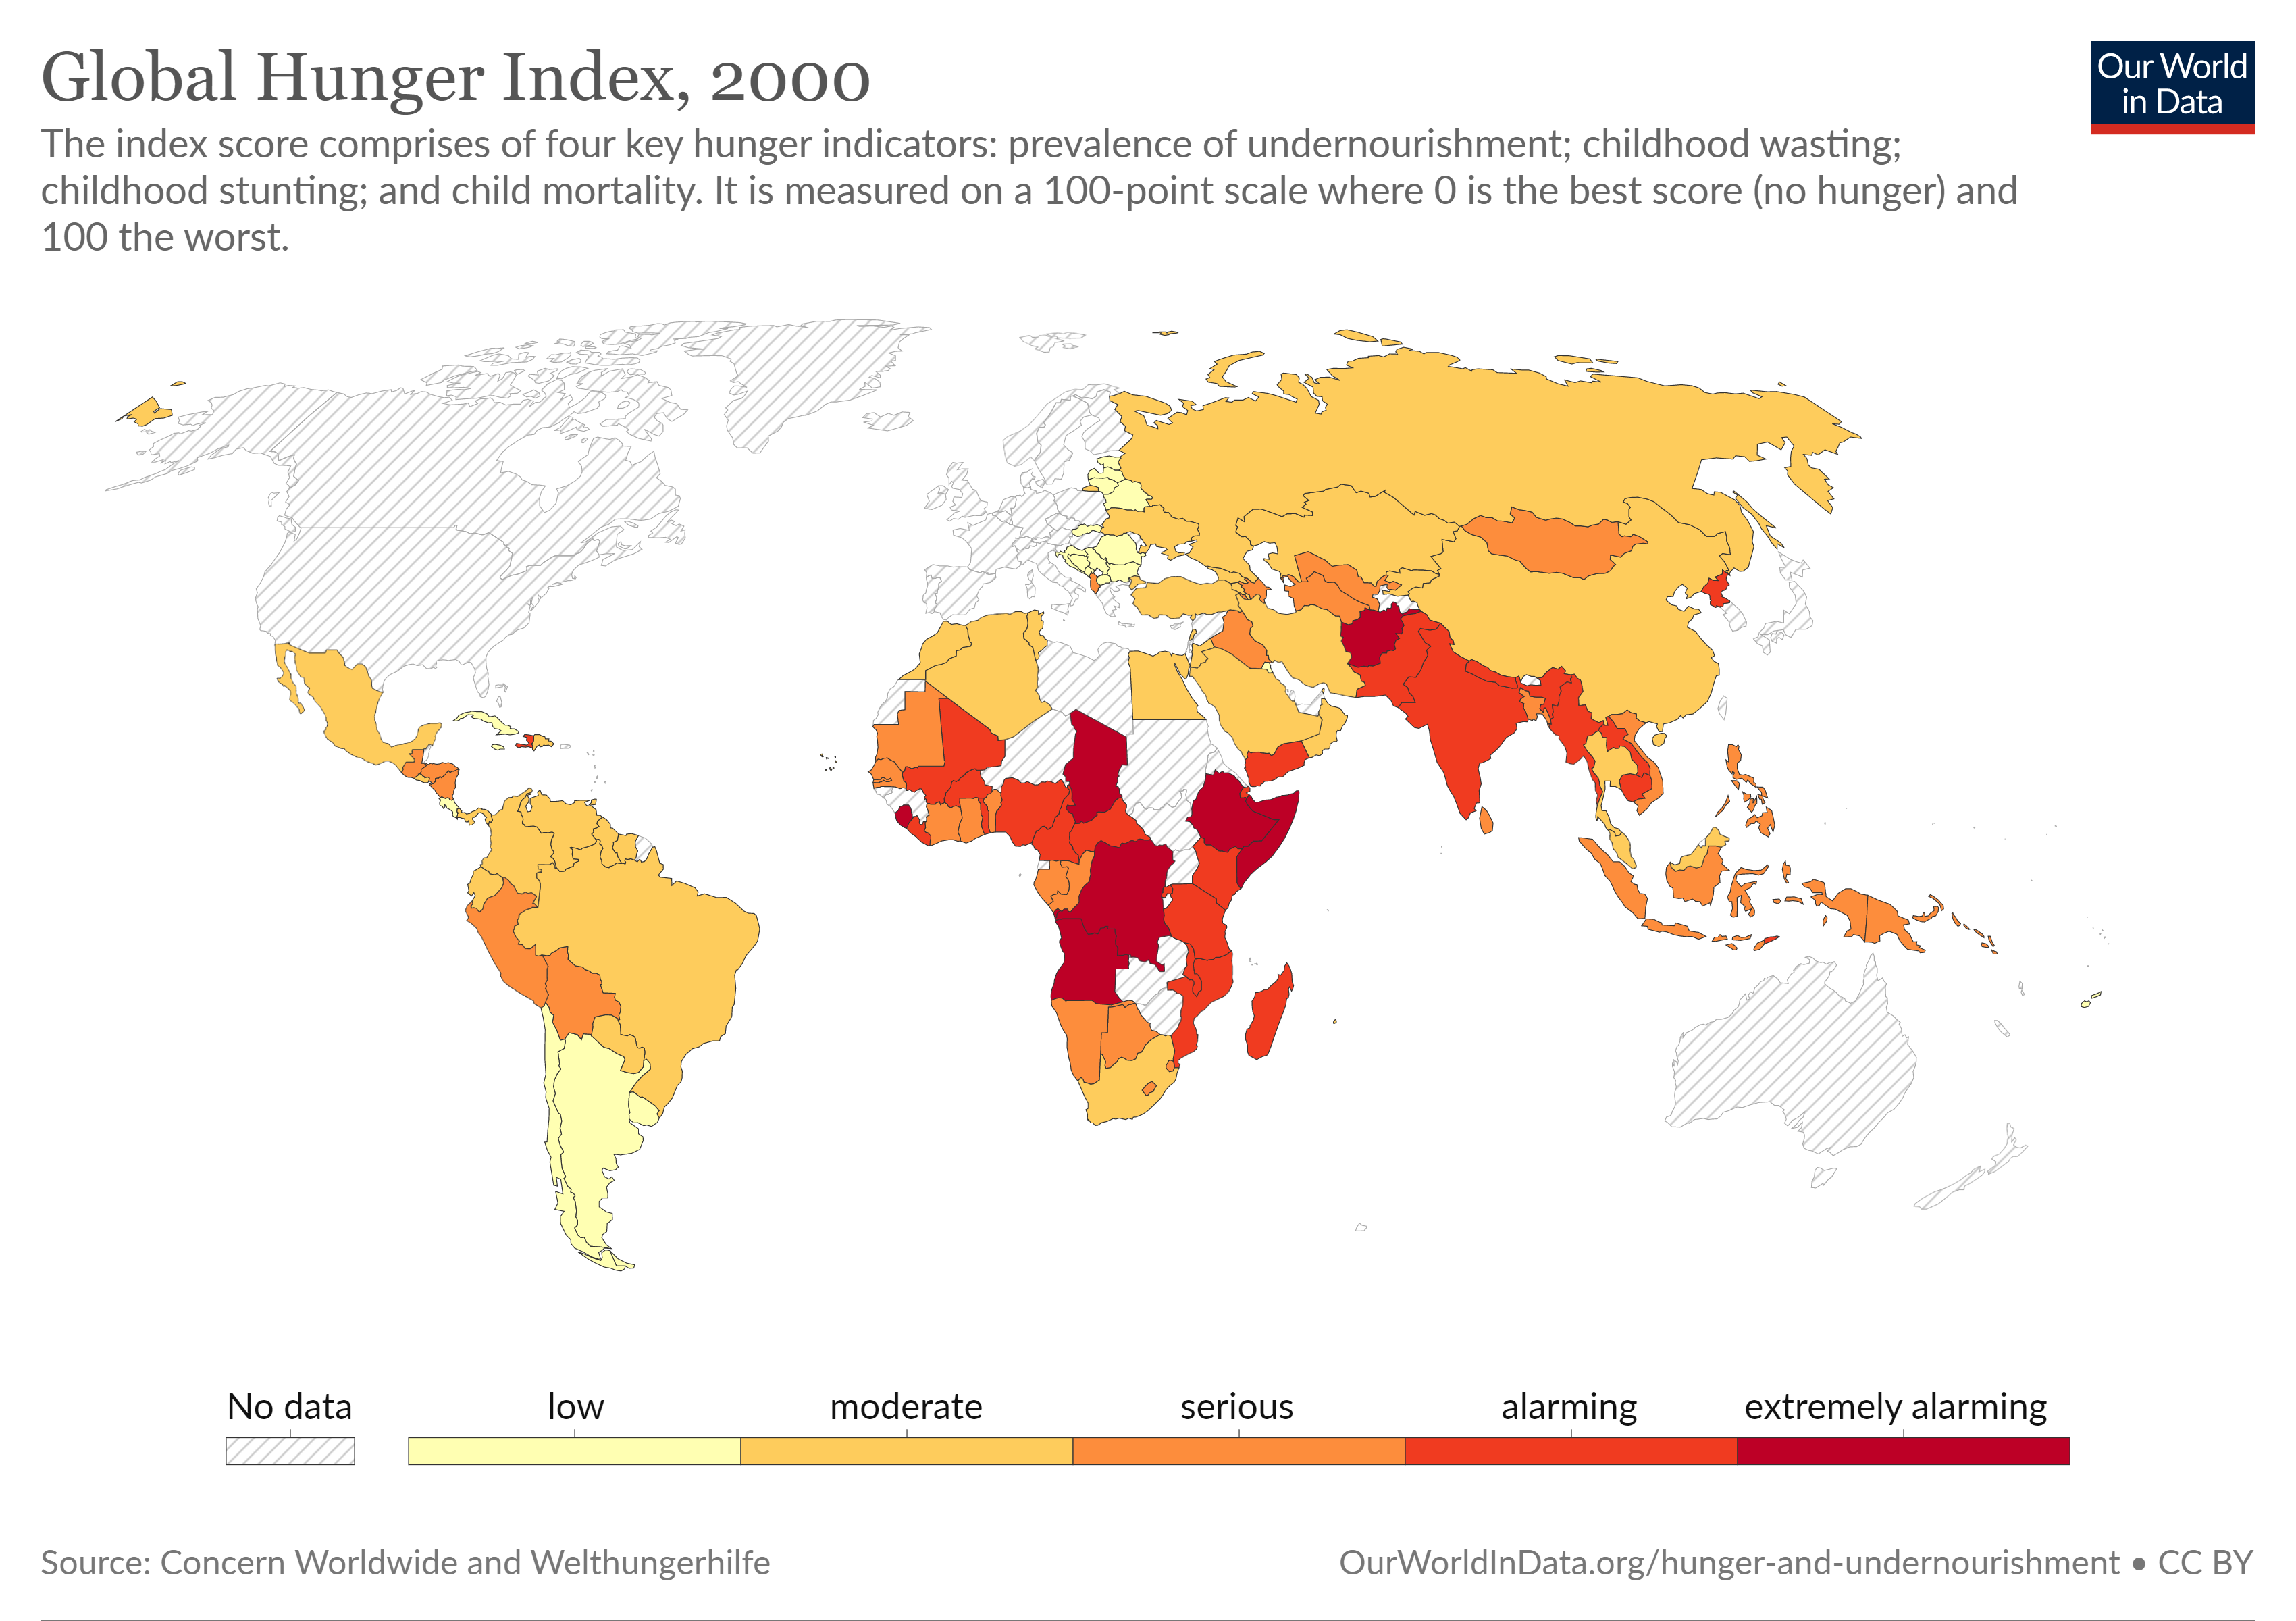 Global Hunger Index, 2000
Our World
in Data
The index score comprises of four key hunger indicators: prevalence of undernourishment; childhood wasting;
childhood stunting; and child mortality. It is measured on a 100-point scale where 0 is the best score (no hunger) and
100 the worst.
No data low moderate serious alarming extremely alarming
Source: Concern Worldwide and Welthungerhilfe
OurWorldInData.org/hunger-and-undernourishment • CC BY